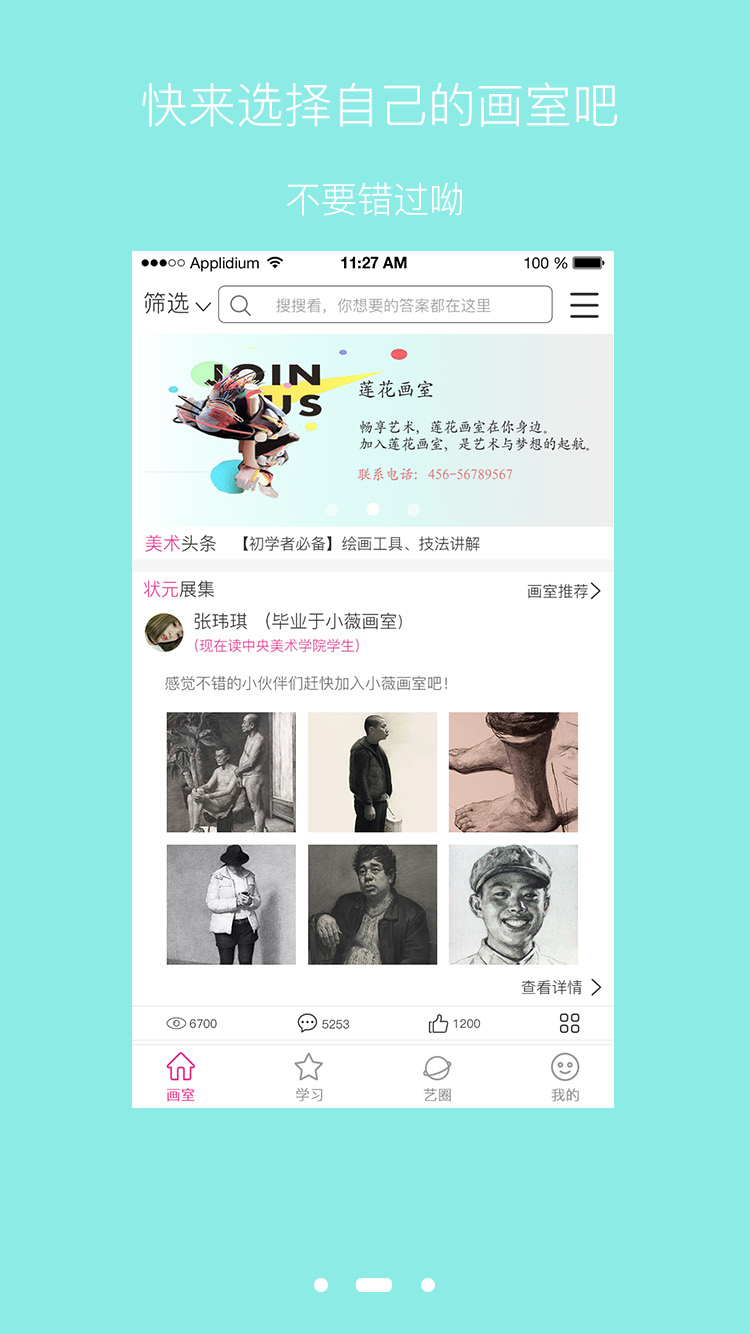 快来选择自己的画室吧
不要错过呦
Applidium 11:27 AM 100 %
筛选 搜搜看，你想要的答案都在这里
JOIN
US
莲花画室
畅享艺术，莲花画室在你身边。
加入莲花画室，是艺术与梦想的起航。
联系电话：456-56789567
美术头条 【初学者必备】绘画工具、技法讲解
状元展集 画室推荐
张玮琪 （毕业于小薇画室）
(现在读中央美术学院学生)
感觉不错的小伙伴们赶快加入小薇画室吧！
查看详情
6700 5253 1200
画室 学习 艺圈 我的